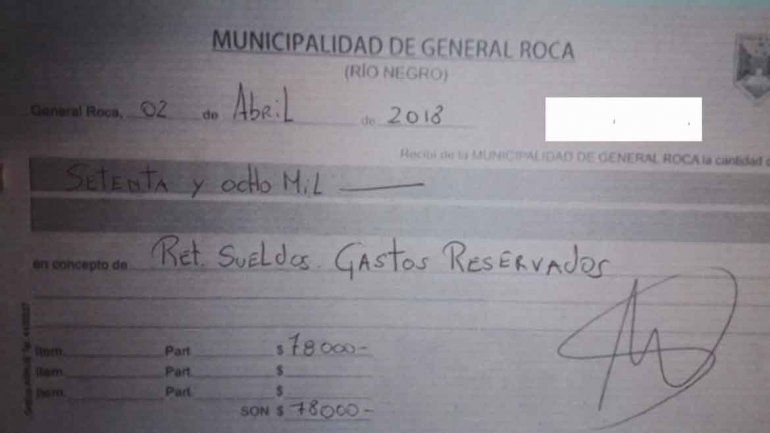 MUNICIPALIDAD DE GENERAL ROCA
(RÍO NEGRO)
General Roca, 02 de Abril de 2018
Recibí de la MUNICIPALIDAD DE GENERAL ROCA la cantidad d
SETENTA y ocHo MiL
en concepto de Ret. SUELDOS. GASTOS RESERVADOS
Item. Part. $ 78000-
Item. Part. $
Item. Part. $
SON $ 78000-